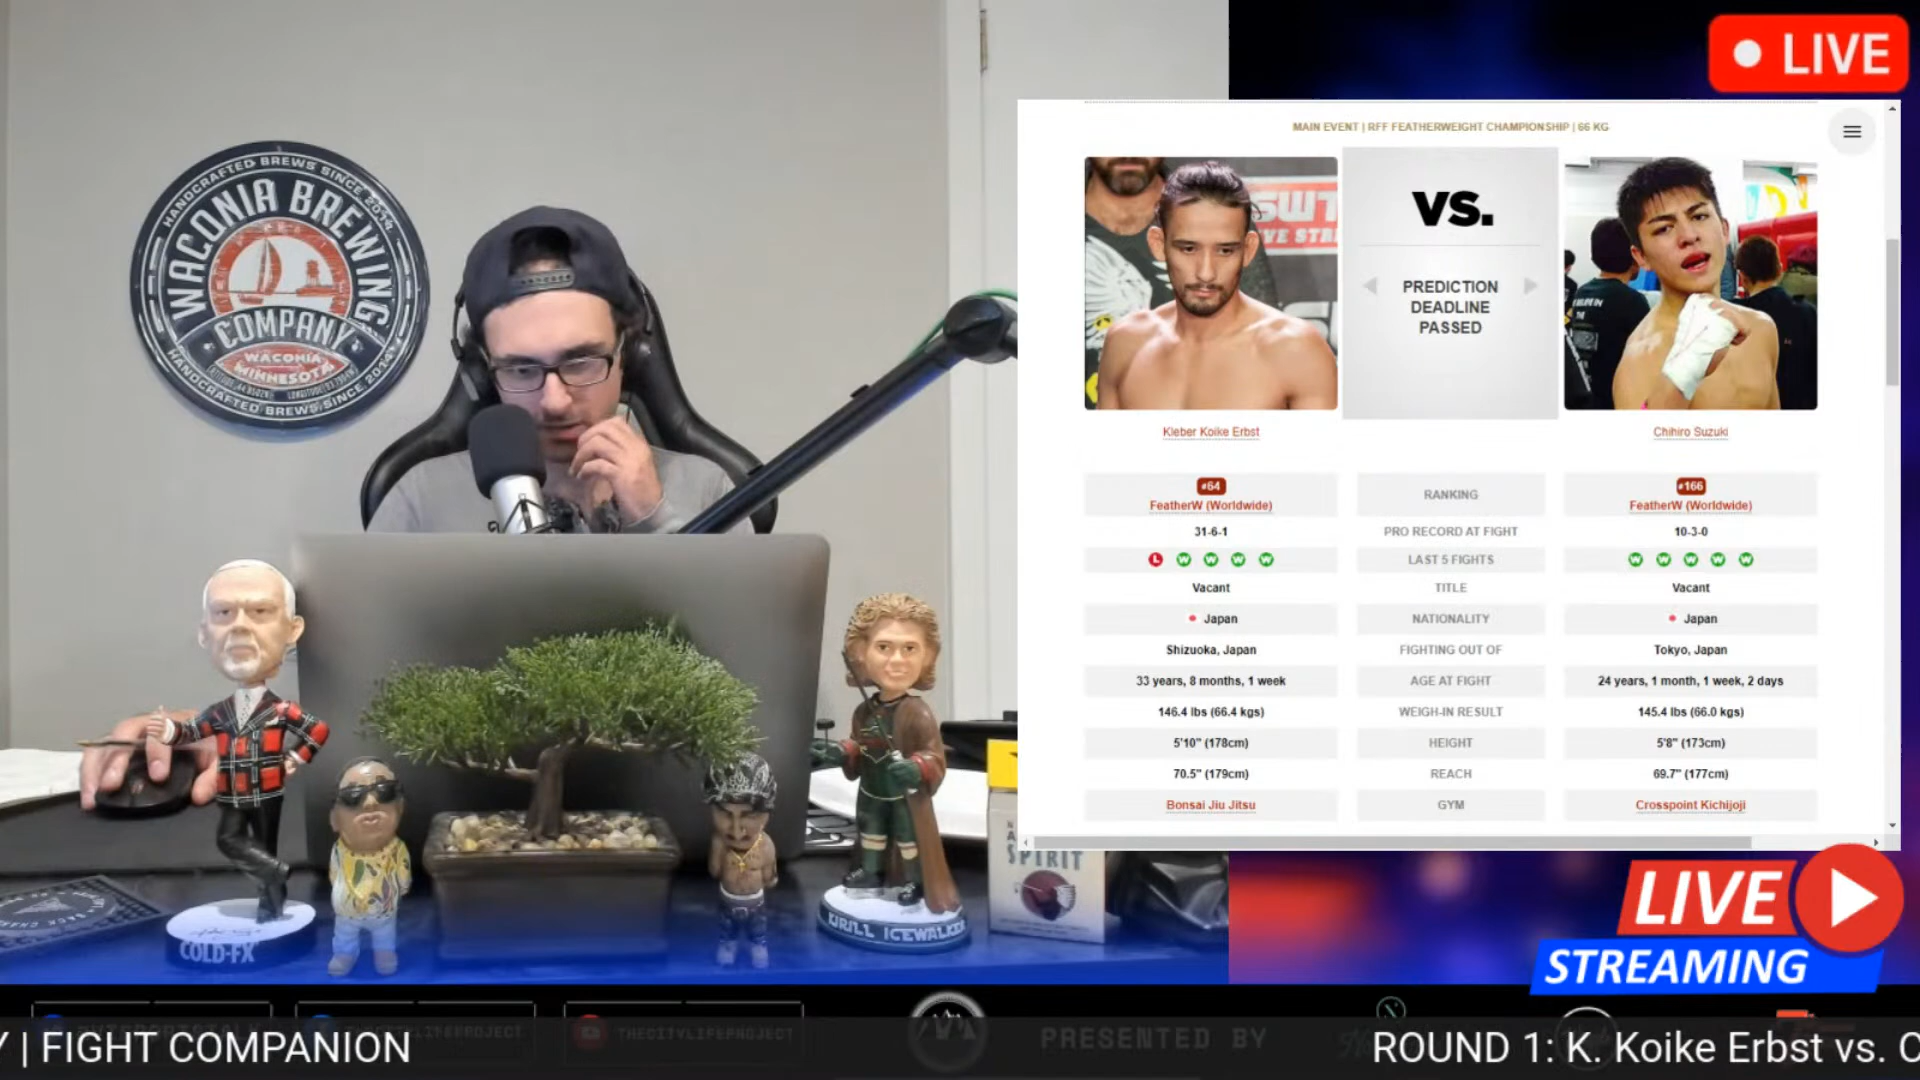 LIVE
HANDCRAFTED BREWS SINCE 2014
WACONIA BREWING
COMPANY
WACONIA
MINNESOTA
HANDCRAFTED BREWS SINCE 2014
MAIN EVENT | RFF FEATHERWEIGHT CHAMPIONSHIP | 66 KG
VS.
PREDICTION
DEADLINE
PASSED
Kleber Koike Erbst
Chihiro Suzuki
#64
FeatherW (Worldwide)
RANKING
#166
FeatherW (Worldwide)
31-6-1 PRO RECORD AT FIGHT 10-3-0
L W W W W LAST 5 FIGHTS W W W W W
Vacant TITLE Vacant
Japan NATIONALITY Japan
Shizuoka, Japan FIGHTING OUT OF Tokyo, Japan
33 years, 8 months, 1 week AGE AT FIGHT 24 years, 1 month, 1 week, 2 days
146.4 lbs (66.4 kgs) WEIGH-IN RESULT 145.4 lbs (66.0 kgs)
5'10" (178cm) HEIGHT 5'8" (173cm)
70.5" (179cm) REACH 69.7" (177cm)
Bonsai Jiu Jitsu GYM Crosspoint Kichijoji
SPIRIT
COLD-FX
KIRILL ICEWALKER
LIVE
STREAMING
THECITYLIFEPROJECT
PRESENTED BY
Y | FIGHT COMPANION
ROUND 1: K. Koike Erbst vs. C